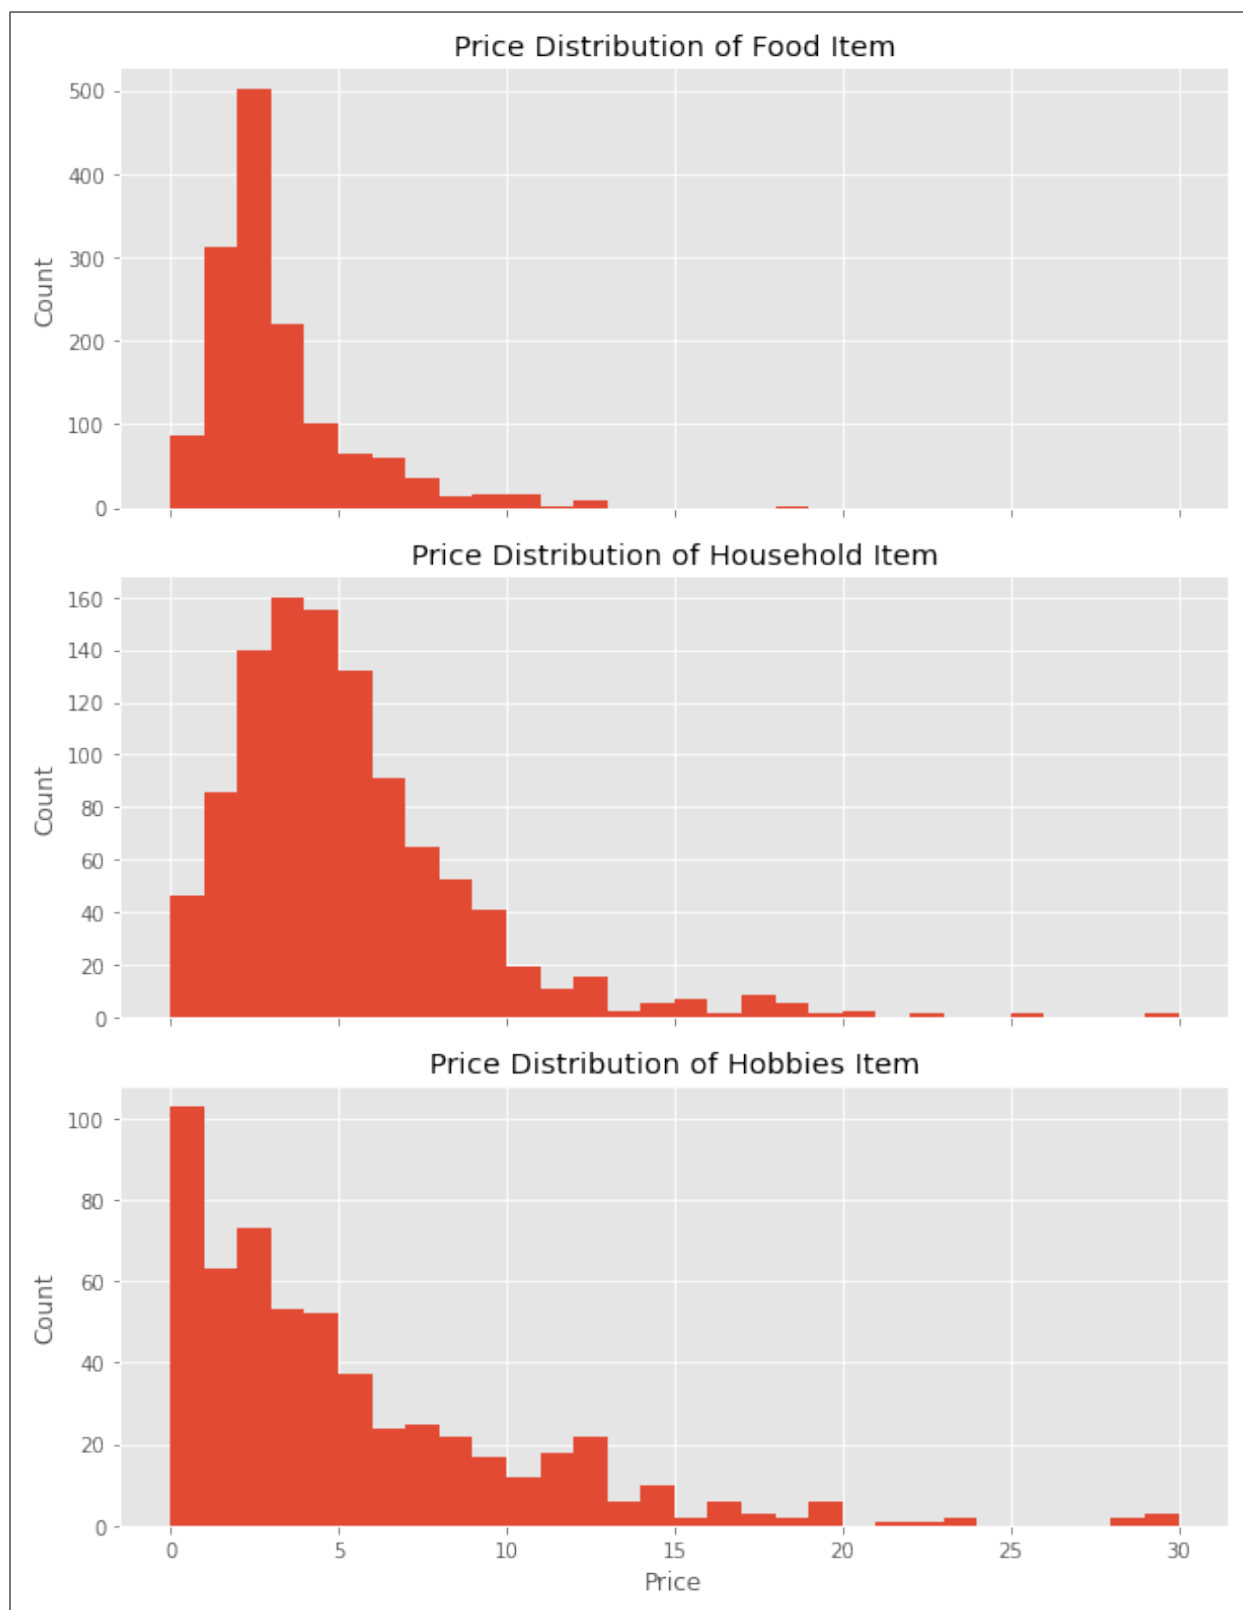 Price Distribution of Food Item
500
400
300
200
100
0
Count
Price Distribution of Household Item
160
140
120
100
80
60
40
20
0
Count
Price Distribution of Hobbies Item
100
80
60
40
20
0
Count
0 5 10 15 20 25 30
Price